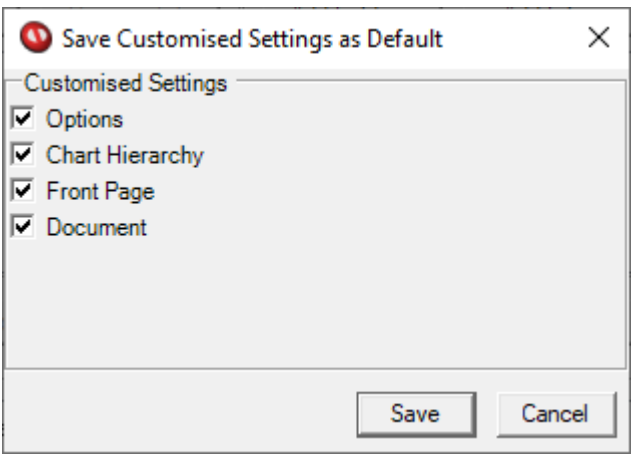 Save Customised Settings as Default
Customised Settings
Options
Chart Hierarchy
Front Page
Document
Save Cancel